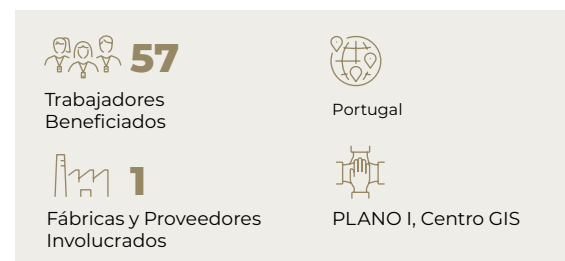 57
Trabajadores
Beneficiados
Portugal
1
Fábricas y Proveedores
Involucrados
PLANO I, Centro GIS